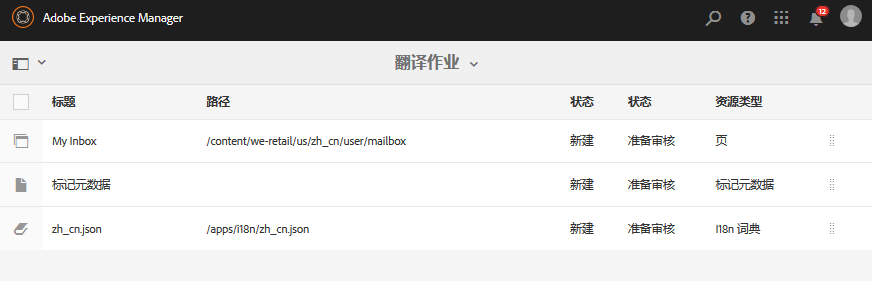 Adobe Experience Manager
12
翻译作业
标题 路径 状态 状态 资源类型
My Inbox /content/we-retail/us/zh_cn/user/mailbox 新建 准备审核 页
标记元数据 新建 准备审核 标记元数据
zh_cn.json /apps/i18n/zh_cn.json 新建 准备审核 I18n 词典